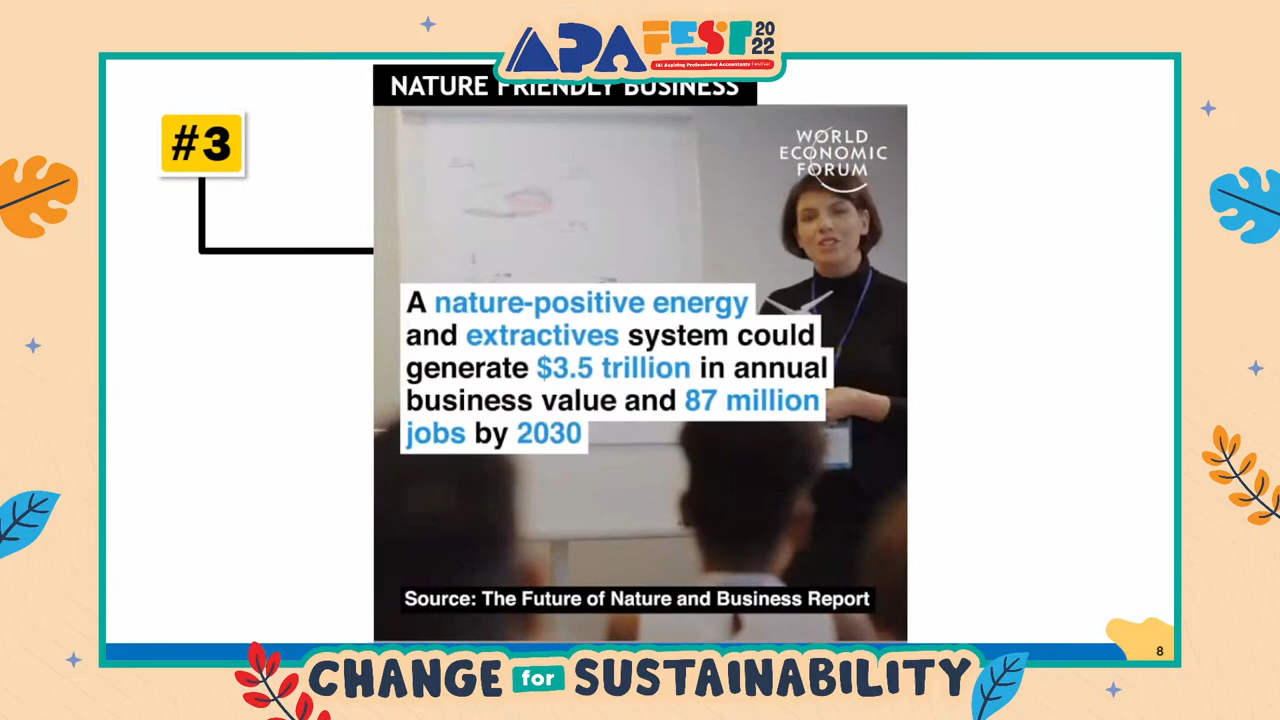 APA FEST 2022
IAI Aspiring Professional Accountants Festival
NATURE FRIENDLY BUSINESS
#3
WORLD
ECONOMIC
FORUM
A nature-positive energy
and extractives system could
generate $3.5 trillion in annual
business value and 87 million
jobs by 2030
Source: The Future of Nature and Business Report
8
CHANGE for SUSTAINABILITY